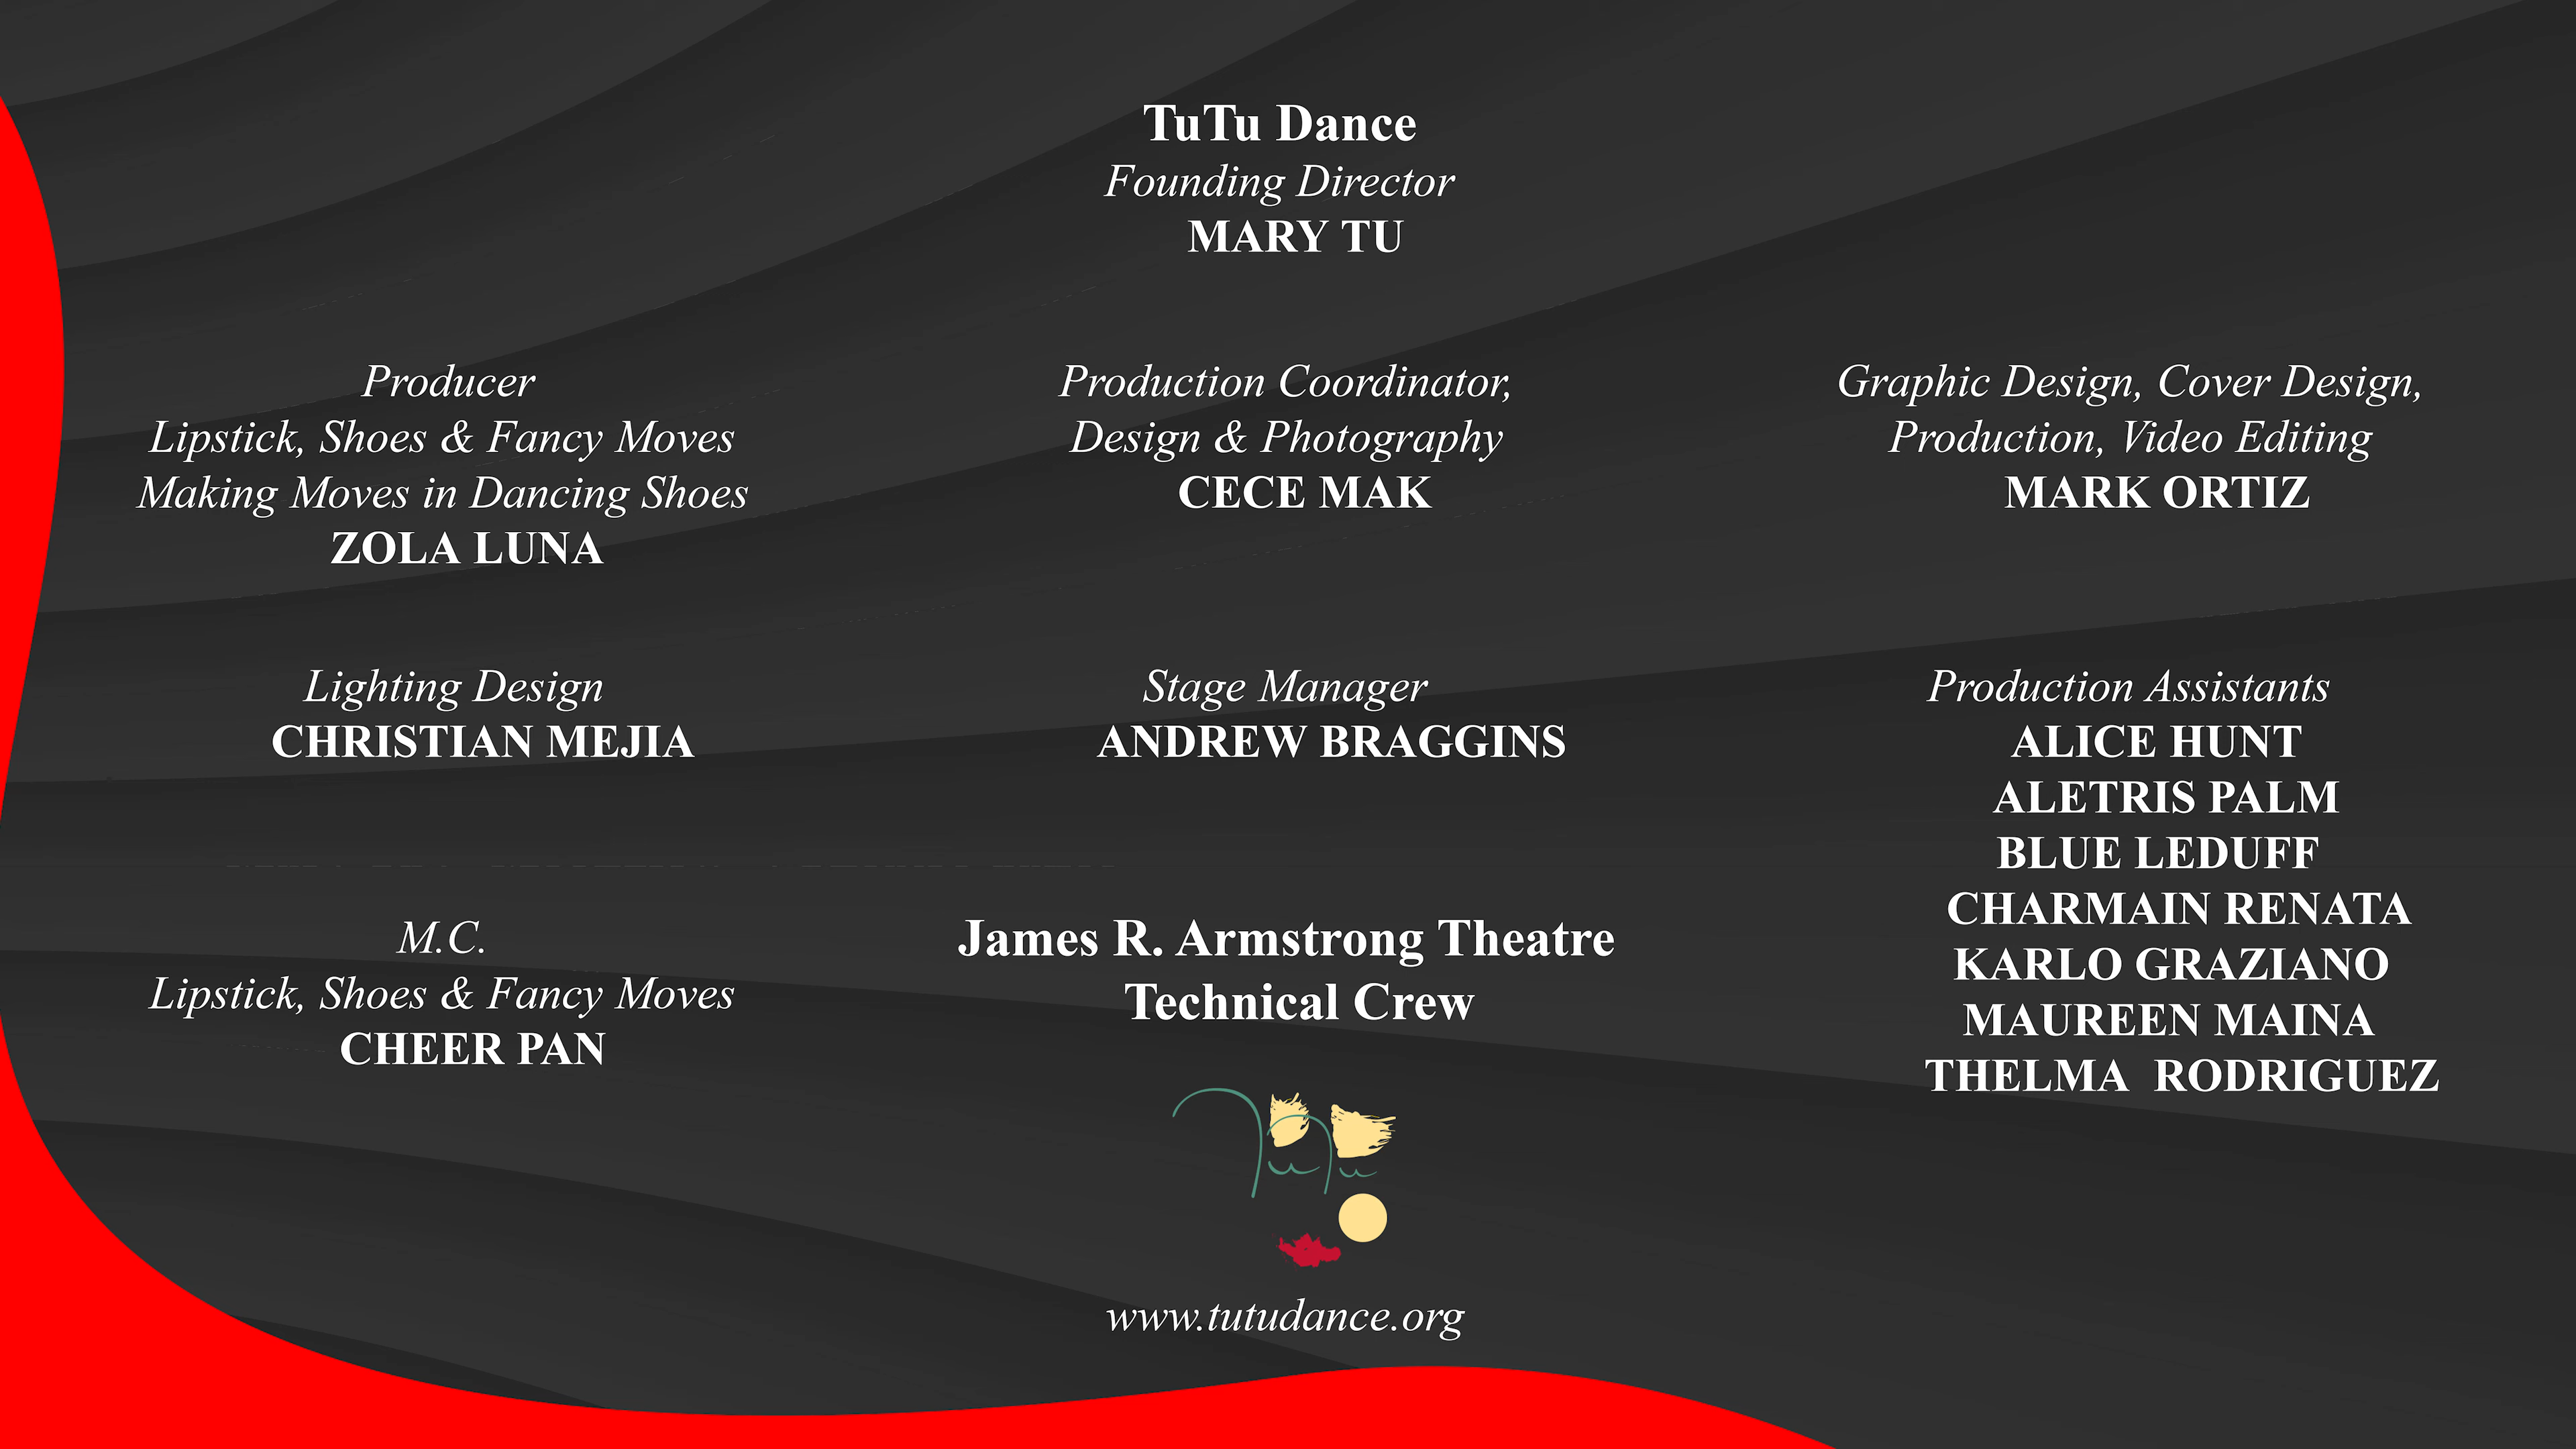 TuTu Dance
Founding Director
MARY TU
Producer
Lipstick, Shoes & Fancy Moves
Making Moves in Dancing Shoes
ZOLA LUNA
Production Coordinator,
Design & Photography
CECE MAK
Graphic Design, Cover Design,
Production, Video Editing
MARK ORTIZ
Lighting Design
CHRISTIAN MEJIA
Stage Manager
ANDREW BRAGGINS
Production Assistants
ALICE HUNT
ALETRIS PALM
BLUE LEDUFF
CHARMAIN RENATA
KARLO GRAZIANO
MAUREEN MAINA
THELMA  RODRIGUEZ
M.C.
Lipstick, Shoes & Fancy Moves
CHEER PAN
James R. Armstrong Theatre
Technical Crew
www.tutudance.org